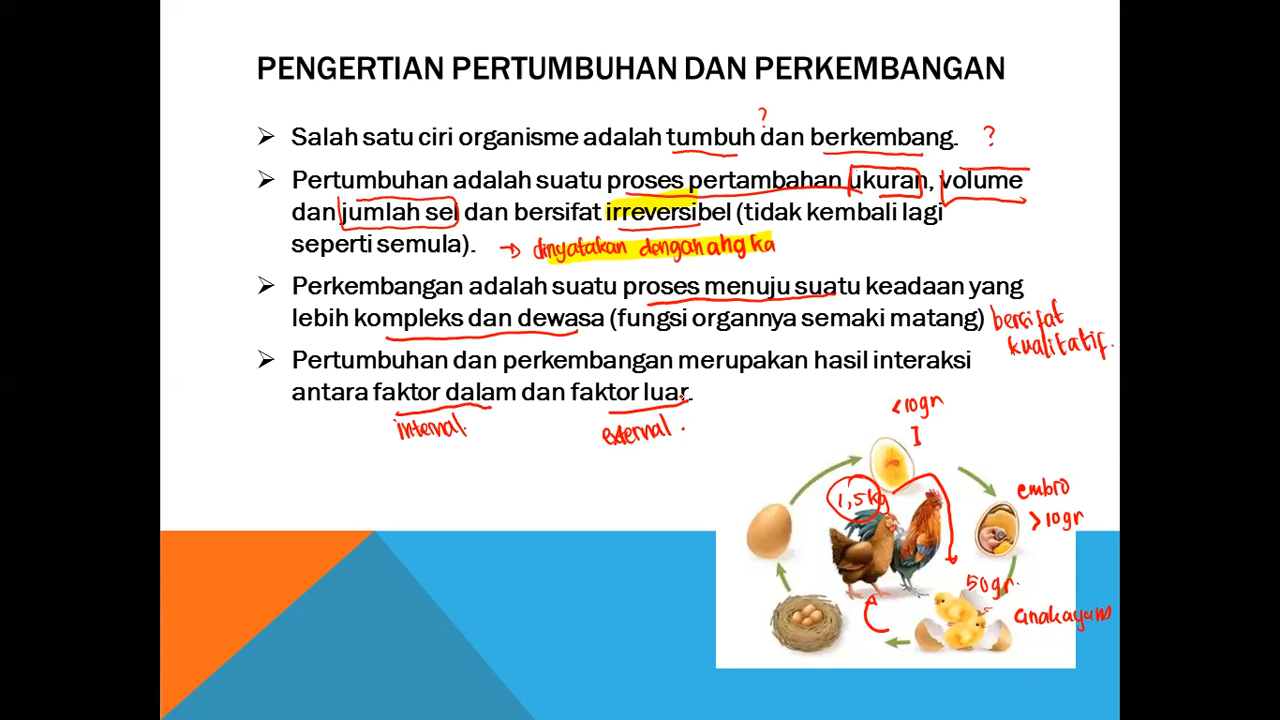 PENGERTIAN PERTUMBUHAN DAN PERKEMBANGAN
?
Salah satu ciri organisme adalah tumbuh dan berkembang. ?
Pertumbuhan adalah suatu proses pertambahan ukuran, volume
dan jumlah sel dan bersifat irreversibel (tidak kembali lagi
seperti semula). → dinyatakan dengan angka
Perkembangan adalah suatu proses menuju suatu keadaan yang
lebih kompleks dan dewasa (fungsi organnya semaki matang) bersifat
kualitatif.
Pertumbuhan dan perkembangan merupakan hasil interaksi
antara faktor dalam dan faktor luar.
internal. external.
<10gr
1,5kg
embro
>10gr
50gr.
anak ayam